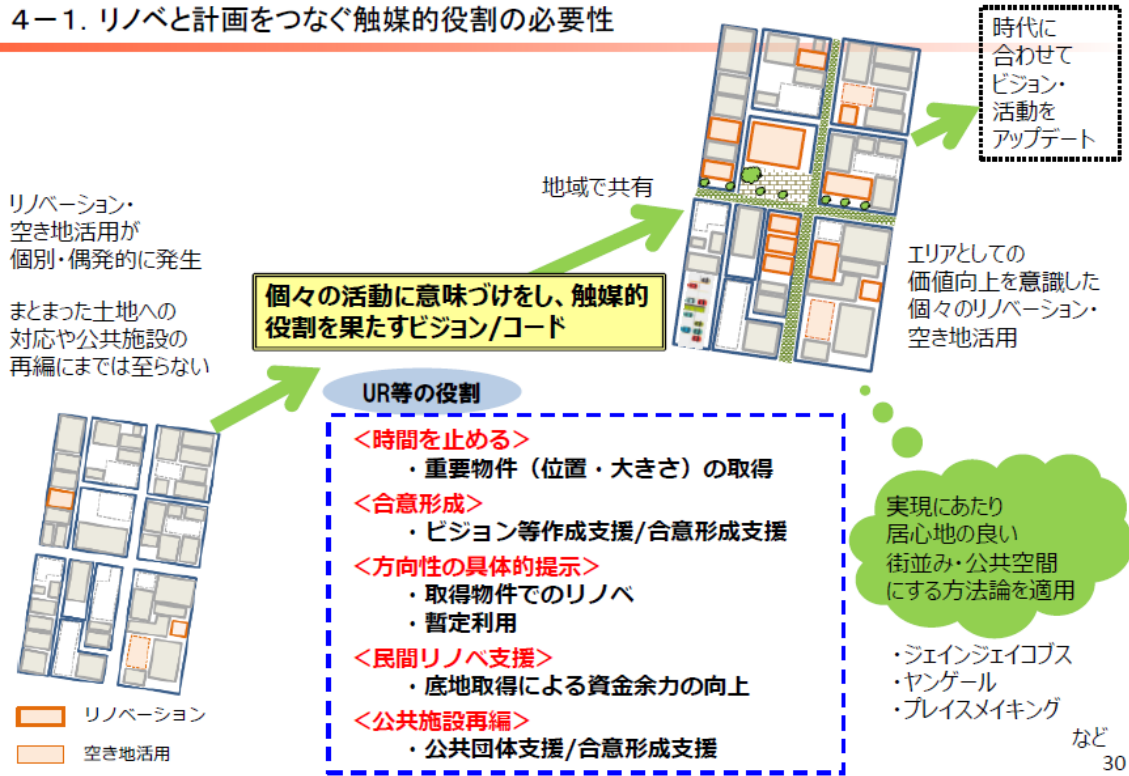 4-1. リノベと計画をつなぐ触媒的役割の必要性
時代に
合わせて
ビジョン・
活動を
アップデート
地域で共有
リノベーション・
空き地活用が
個別・偶発的に発生
まとまった土地への
対応や公共施設の
再編にまでは至らない
個々の活動に意味づけをし、触媒的
役割を果たすビジョン/コード
エリアとしての
価値向上を意識した
個々のリノベーション・
空き地活用
UR等の役割
<時間を止める>
・重要物件（位置・大きさ）の取得
<合意形成>
・ビジョン等作成支援/合意形成支援
<方向性の具体的提示>
・取得物件でのリノベ
・暫定利用
<民間リノベ支援>
・底地取得による資金余力の向上
<公共施設再編>
・公共団体支援/合意形成支援
実現にあたり
居心地の良い
街並み・公共空間
にする方法論を適用
・ジェインジェイコブス
・ヤンゲール
・プレイスメイキング
など
リノベーション
空き地活用
30